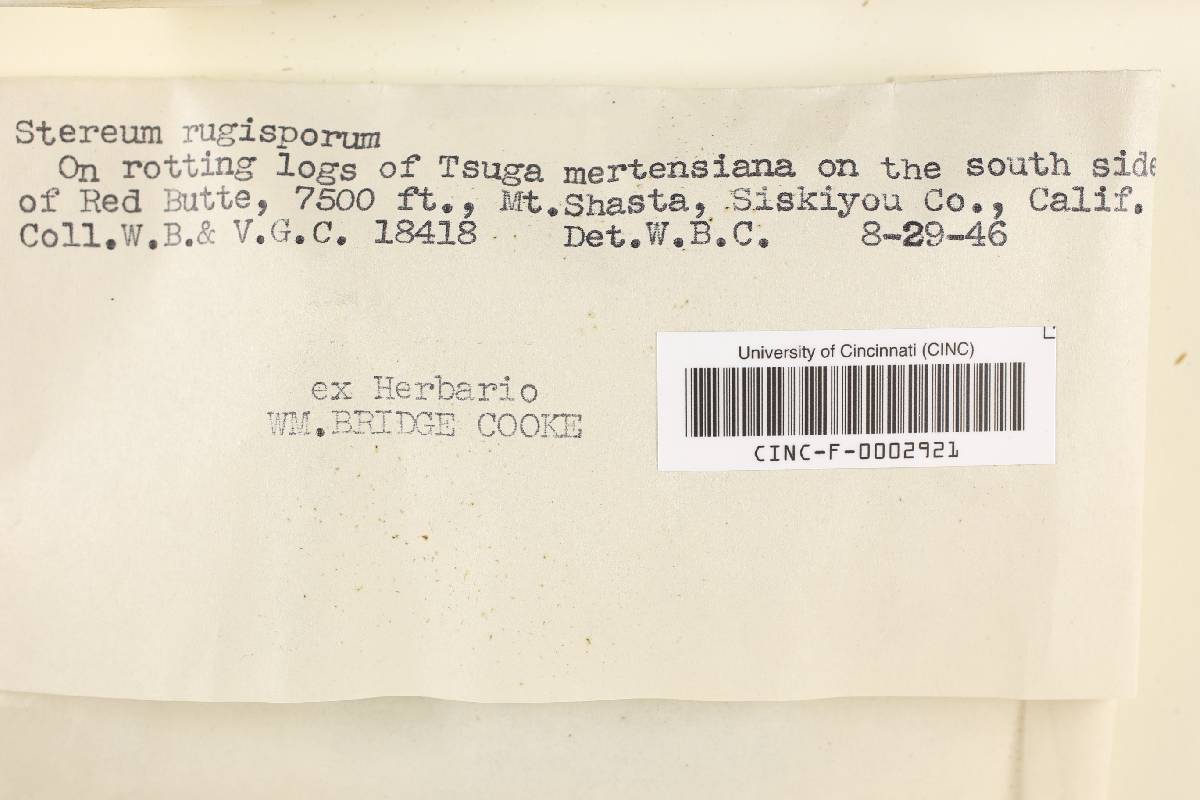 Stereum rugisporum
On rotting logs of Tsuga mertensiana on the south side
of Red Butte, 7500 ft., Mt.Shasta, Siskiyou Co., Calif.
Coll.W.B.& V.G.C. 18418 Det.W.B.C. 8-29-46
ex Herbario
WM.BRIDGE COOKE
University of Cincinnati (CINC)
CINC-F-0002921